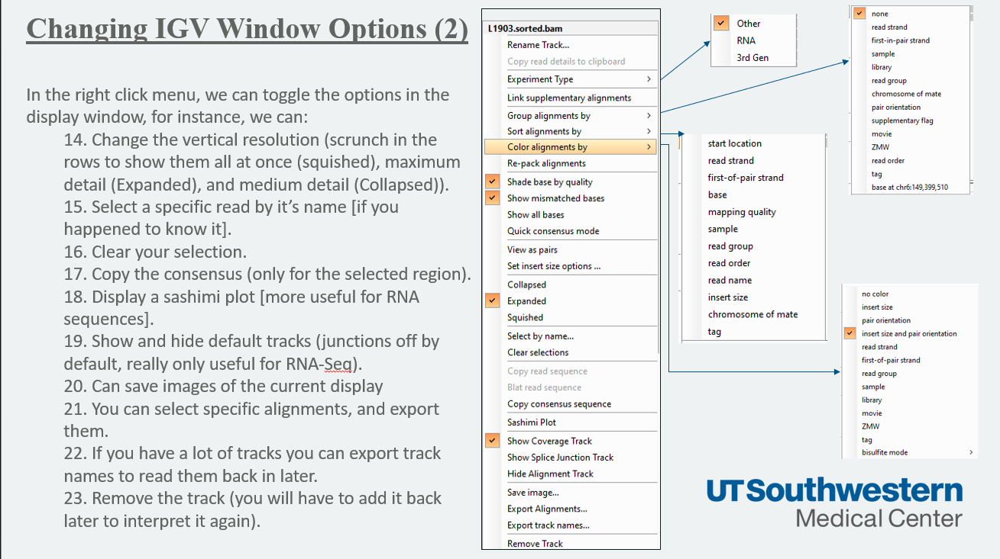 Changing IGV Window Options (2)
In the right click menu, we can toggle the options in the
display window, for instance, we can:
14. Change the vertical resolution (scrunch in the
rows to show them all at once (squished), maximum
detail (Expanded), and medium detail (Collapsed)).
15. Select a specific read by it’s name [if you
happened to know it].
16. Clear your selection.
17. Copy the consensus (only for the selected region).
18. Display a sashimi plot [more useful for RNA
sequences].
19. Show and hide default tracks (junctions off by
default, really only useful for RNA-Seq).
20. Can save images of the current display
21. You can select specific alignments, and export
them.
22. If you have a lot of tracks you can export track
names to read them back in later.
23. Remove the track (you will have to add it back
later to interpret it again).
L1903.sorted.bam
Rename Track...
Copy read details to clipboard
Experiment Type
Link supplementary alignments
Group alignments by
Sort alignments by
Color alignments by
Re-pack alignments
Shade base by quality
Show mismatched bases
Show all bases
Quick consensus mode
View as pairs
Set insert size options ...
Collapsed
Expanded
Squished
Select by name...
Clear selections
Copy read sequence
Blat read sequence
Copy consensus sequence
Sashimi Plot
Show Coverage Track
Show Splice Junction Track
Hide Alignment Track
Save image...
Export Alignments...
Export track names...
Remove Track
Other
RNA
3rd Gen
none
read strand
first-in-pair strand
sample
library
read group
chromosome of mate
pair orientation
supplementary flag
movie
ZMW
read order
tag
base at chr6:149,399,510
start location
read strand
first-of-pair strand
base
mapping quality
sample
read group
read order
read name
insert size
chromosome of mate
tag
no color
insert size
pair orientation
insert size and pair orientation
read strand
first-of-pair strand
read group
sample
library
movie
ZMW
tag
bisulfite mode
UTSouthwestern
Medical Center